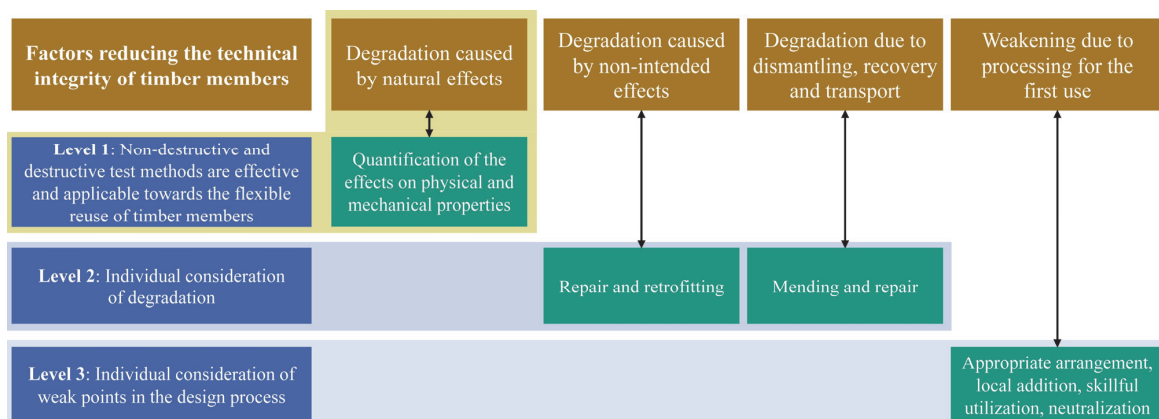 Factors reducing the technical
integrity of timber members
Degradation caused
by natural effects
Degradation caused
by non-intended
effects
Degradation due to
dismantling, recovery
and transport
Weakening due to
processing for the
first use
Level 1: Non-destructive and
destructive test methods are effective
and applicable towards the flexible
reuse of timber members
Quantification of the
effects on physical and
mechanical properties
Level 2: Individual consideration
of degradation
Repair and retrofitting
Mending and repair
Level 3: Individual consideration of
weak points in the design process
Appropriate arrangement,
local addition, skillful
utilization, neutralization